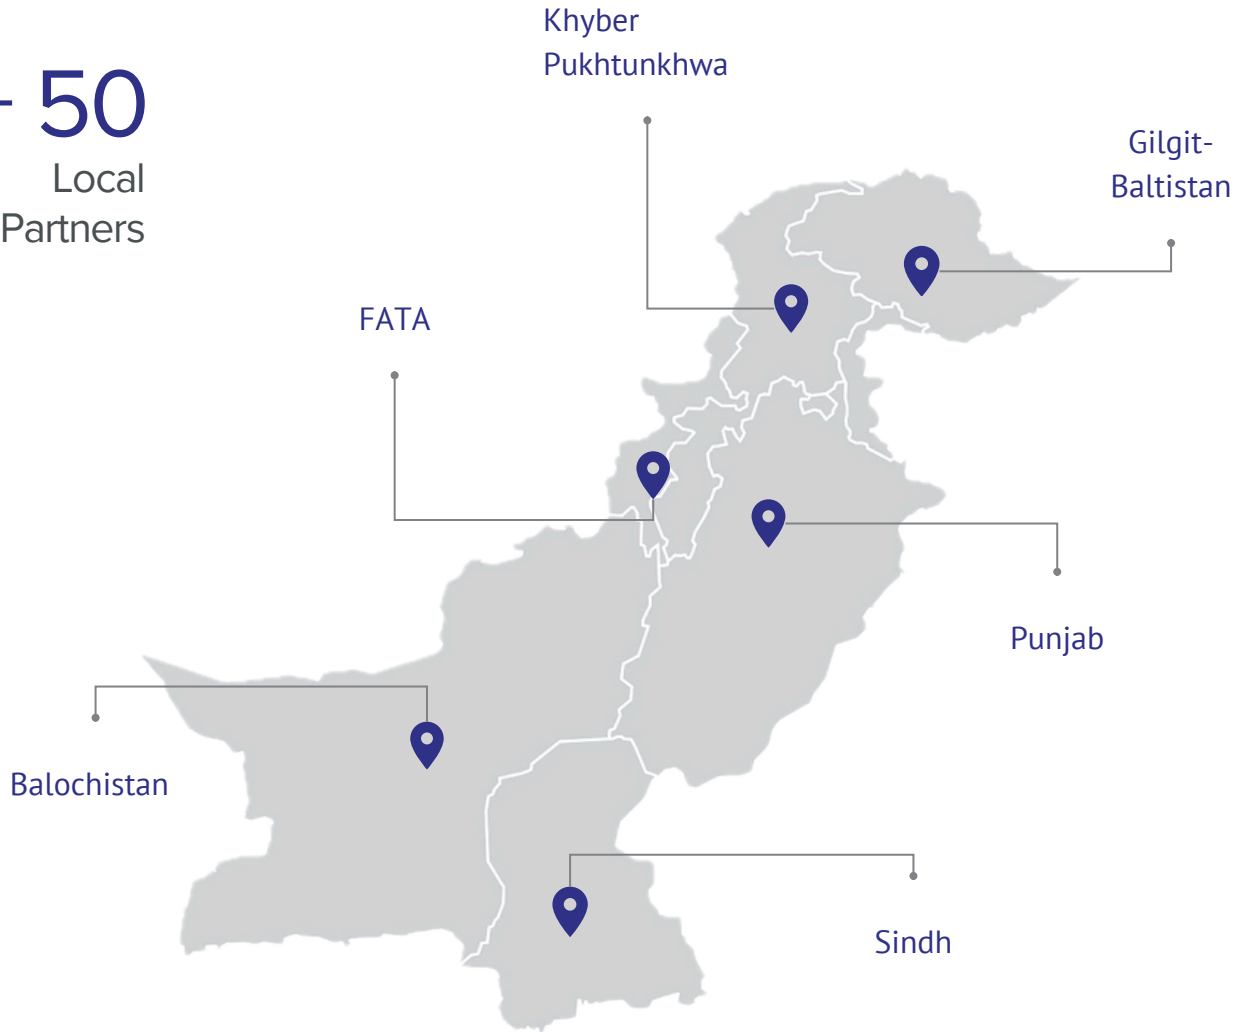 Khyber
Pukhtunkhwa
+ 50
Local
Partners
Gilgit-
Baltistan
FATA
Punjab
Balochistan
Sindh